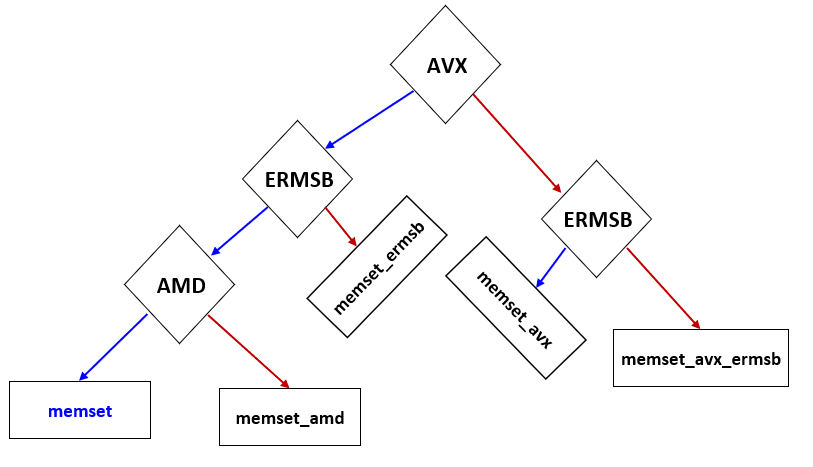 AVX
ERMSB
ERMSB
memset_ermsb
AMD
memset_avx
memset_avx_ermsb
memset
memset_amd